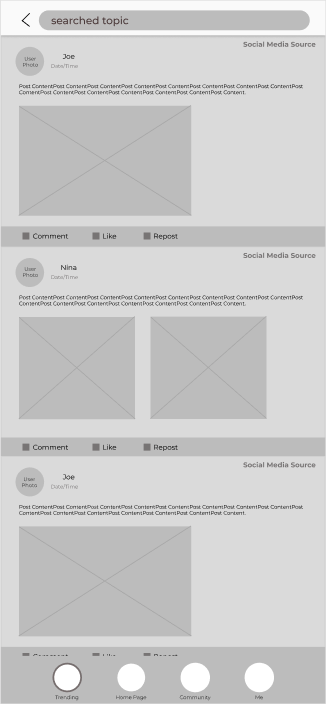 searched topic
Social Media Source
User
Photo
Joe
Date/Time
Post ContentPost ContentPost ContentPost ContentPost ContentPost ContentPost ContentPost ContentPost
ContentPost ContentPost ContentPost ContentPost ContentPost ContentPost ContentPost Content.
Comment Like Repost
Social Media Source
User
Photo
Nina
Date/Time
Post ContentPost ContentPost ContentPost ContentPost ContentPost ContentPost ContentPost ContentPost
ContentPost ContentPost ContentPost ContentPost ContentPost ContentPost ContentPost Content.
Comment Like Repost
Social Media Source
User
Photo
Joe
Date/Time
Post ContentPost ContentPost ContentPost ContentPost ContentPost ContentPost ContentPost ContentPost
ContentPost ContentPost ContentPost ContentPost ContentPost ContentPost ContentPost Content.
Comment Like Repost
Trending Home Page Community Me